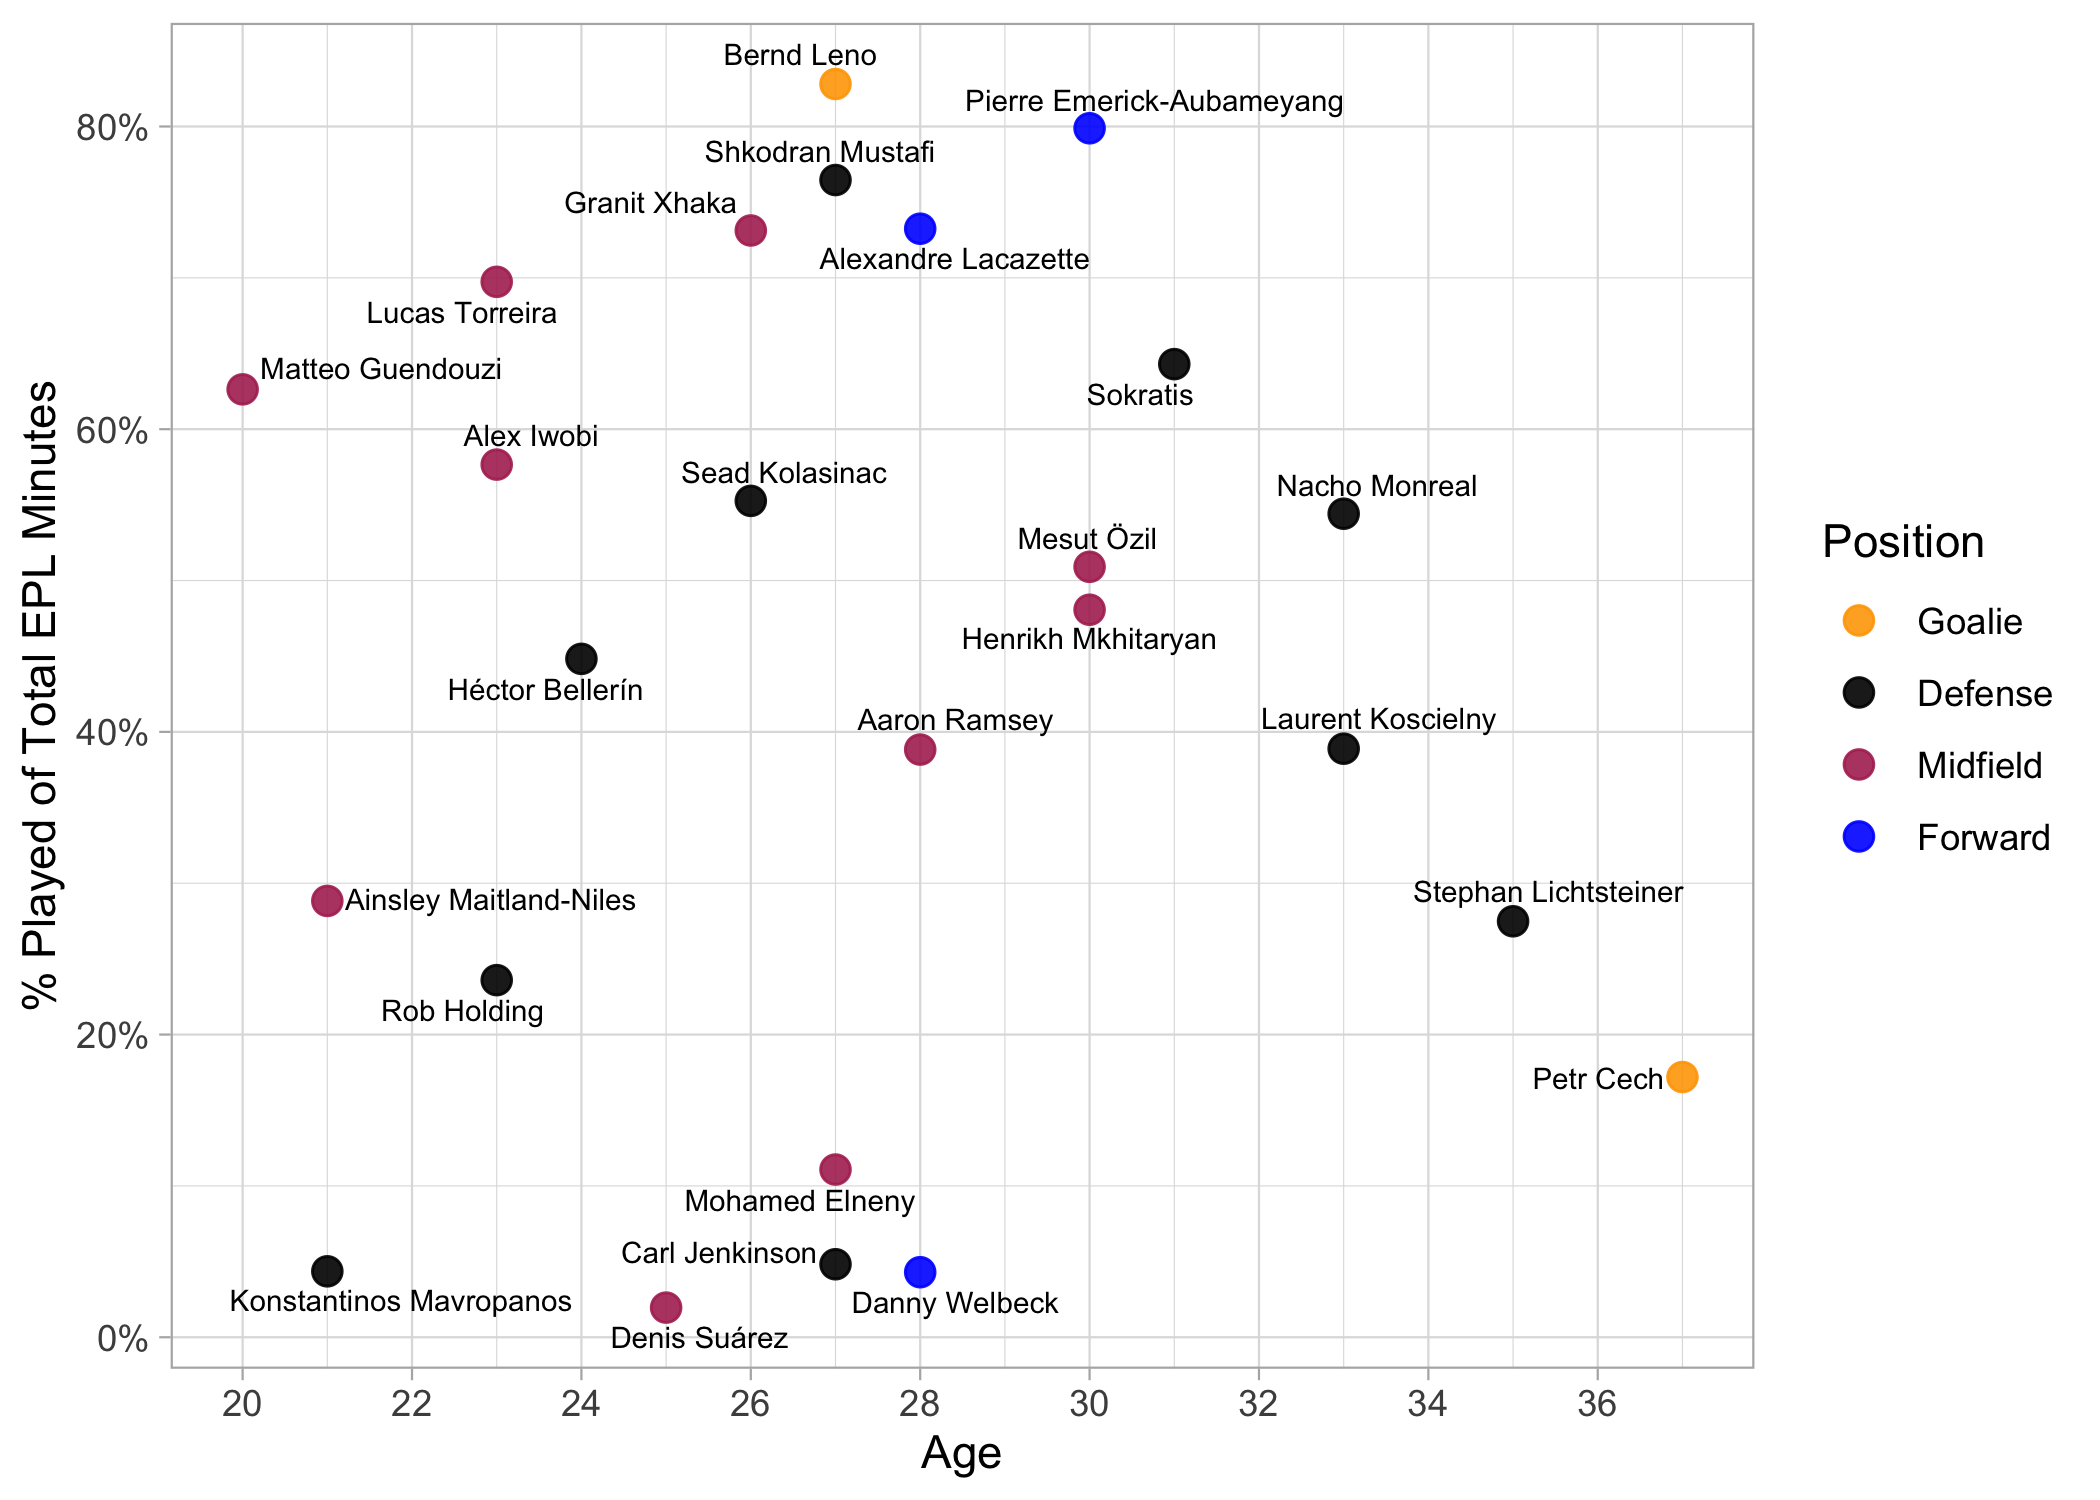 Bernd Leno
Pierre Emerick-Aubameyang
80%
Shkodran Mustafi
Granit Xhaka
Alexandre Lacazette
Lucas Torreira
Matteo Guendouzi
Sokratis
60%
Alex Iwobi
Sead Kolasinac
Nacho Monreal
Mesut Özil
Henrikh Mkhitaryan
Héctor Bellerín
Aaron Ramsey
Laurent Koscielny
40%
Ainsley Maitland-Niles
Stephan Lichtsteiner
Rob Holding
20%
Petr Cech
Mohamed Elneny
Carl Jenkinson
Konstantinos Mavropanos
Danny Welbeck
Denis Suárez
0%
20 22 24 26 28 30 32 34 36
Age
% Played of Total EPL Minutes
Position
Goalie
Defense
Midfield
Forward